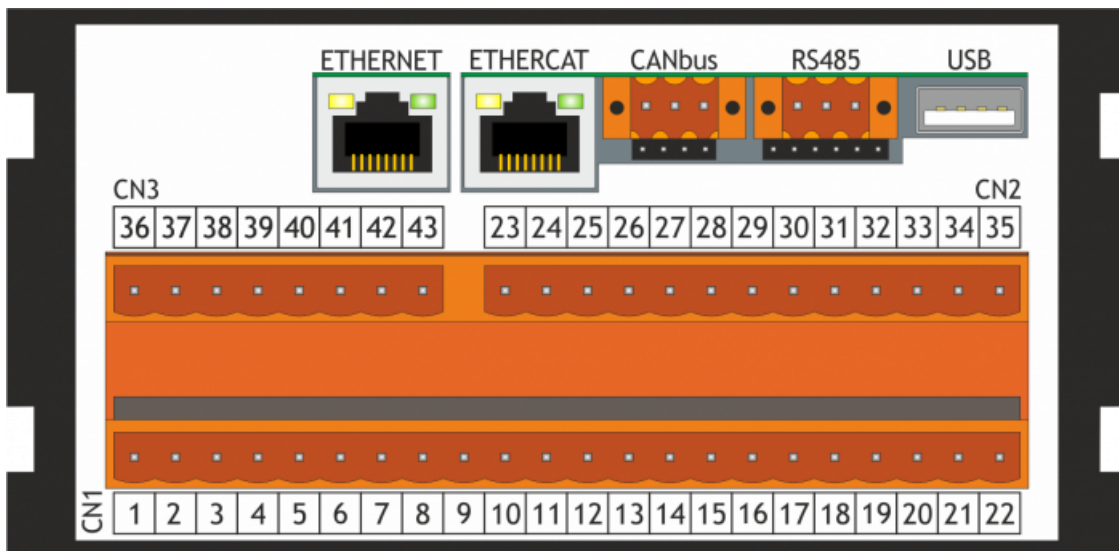 ETHERNET ETHERCAT CANbus RS485 USB
CN3 CN2
36 37 38 39 40 41 42 43 23 24 25 26 27 28 29 30 31 32 33 34 35
CN1 1 2 3 4 5 6 7 8 9 10 11 12 13 14 15 16 17 18 19 20 21 22